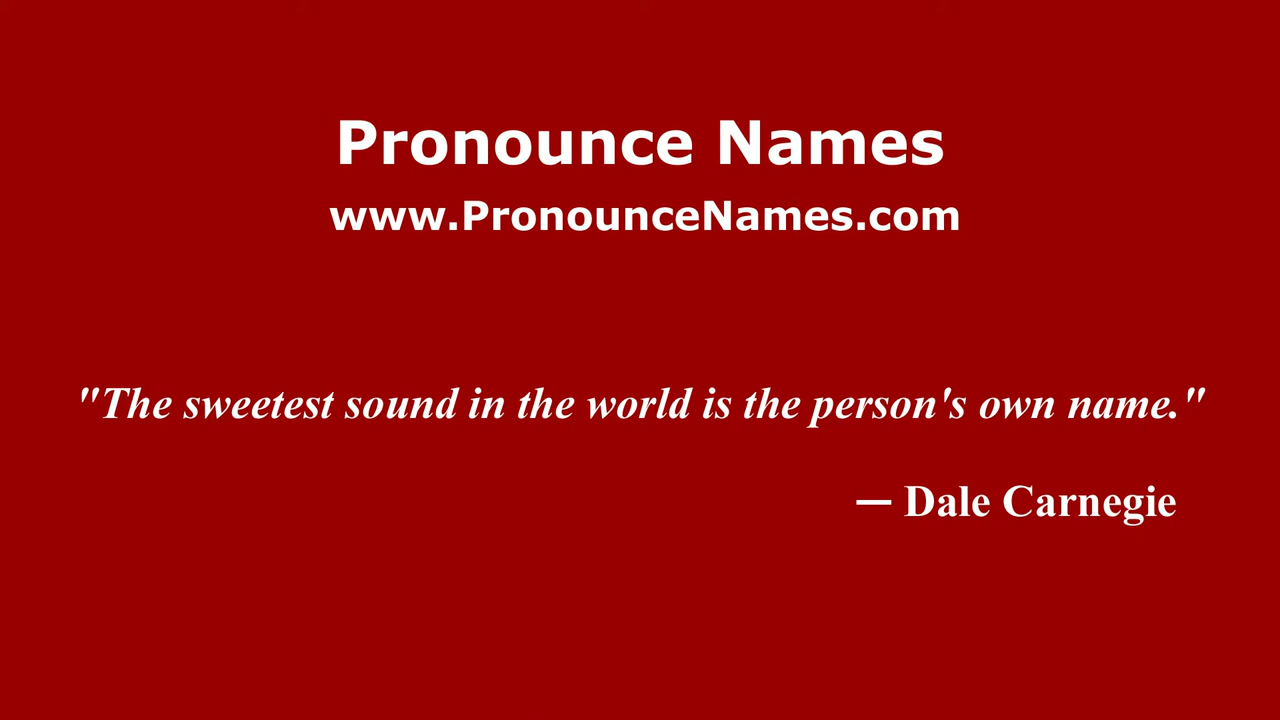 Pronounce Names
www.PronounceNames.com
"The sweetest sound in the world is the person's own name."
— Dale Carnegie